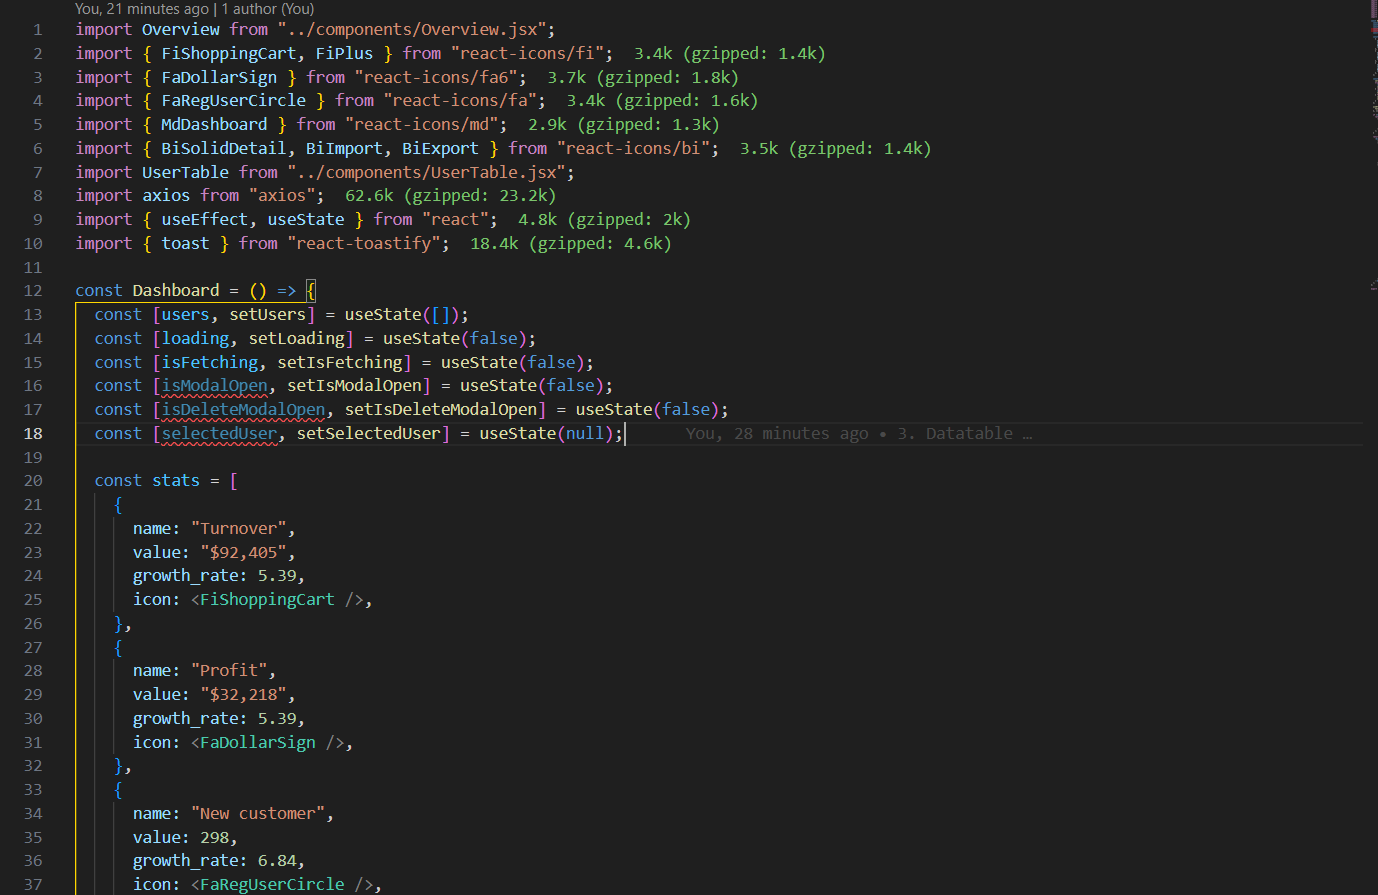 You, 21 minutes ago | 1 author (You)
1 import Overview from "../components/Overview.jsx";
2 import { FiShoppingCart, FiPlus } from "react-icons/fi"; 3.4k (gzipped: 1.4k)
3 import { FaDollarSign } from "react-icons/fa6"; 3.7k (gzipped: 1.8k)
4 import { FaRegUserCircle } from "react-icons/fa"; 3.4k (gzipped: 1.6k)
5 import { MdDashboard } from "react-icons/md"; 2.9k (gzipped: 1.3k)
6 import { BiSolidDetail, BiImport, BiExport } from "react-icons/bi"; 3.5k (gzipped: 1.4k)
7 import UserTable from "../components/UserTable.jsx";
8 import axios from "axios"; 62.6k (gzipped: 23.2k)
9 import { useEffect, useState } from "react"; 4.8k (gzipped: 2k)
10 import { toast } from "react-toastify"; 18.4k (gzipped: 4.6k)
11
12 const Dashboard = () => {
13   const [users, setUsers] = useState([]);
14   const [loading, setLoading] = useState(false);
15   const [isFetching, setIsFetching] = useState(false);
16   const [isModalOpen, setIsModalOpen] = useState(false);
17   const [isDeleteModalOpen, setIsDeleteModalOpen] = useState(false);
18   const [selectedUser, setSelectedUser] = useState(null); You, 28 minutes ago • 3. Datatable …
19
20   const stats = [
21     {
22       name: "Turnover",
23       value: "$92,405",
24       growth_rate: 5.39,
25       icon: <FiShoppingCart />,
26     },
27     {
28       name: "Profit",
29       value: "$32,218",
30       growth_rate: 5.39,
31       icon: <FaDollarSign />,
32     },
33     {
34       name: "New customer",
35       value: 298,
36       growth_rate: 6.84,
37       icon: <FaRegUserCircle />,